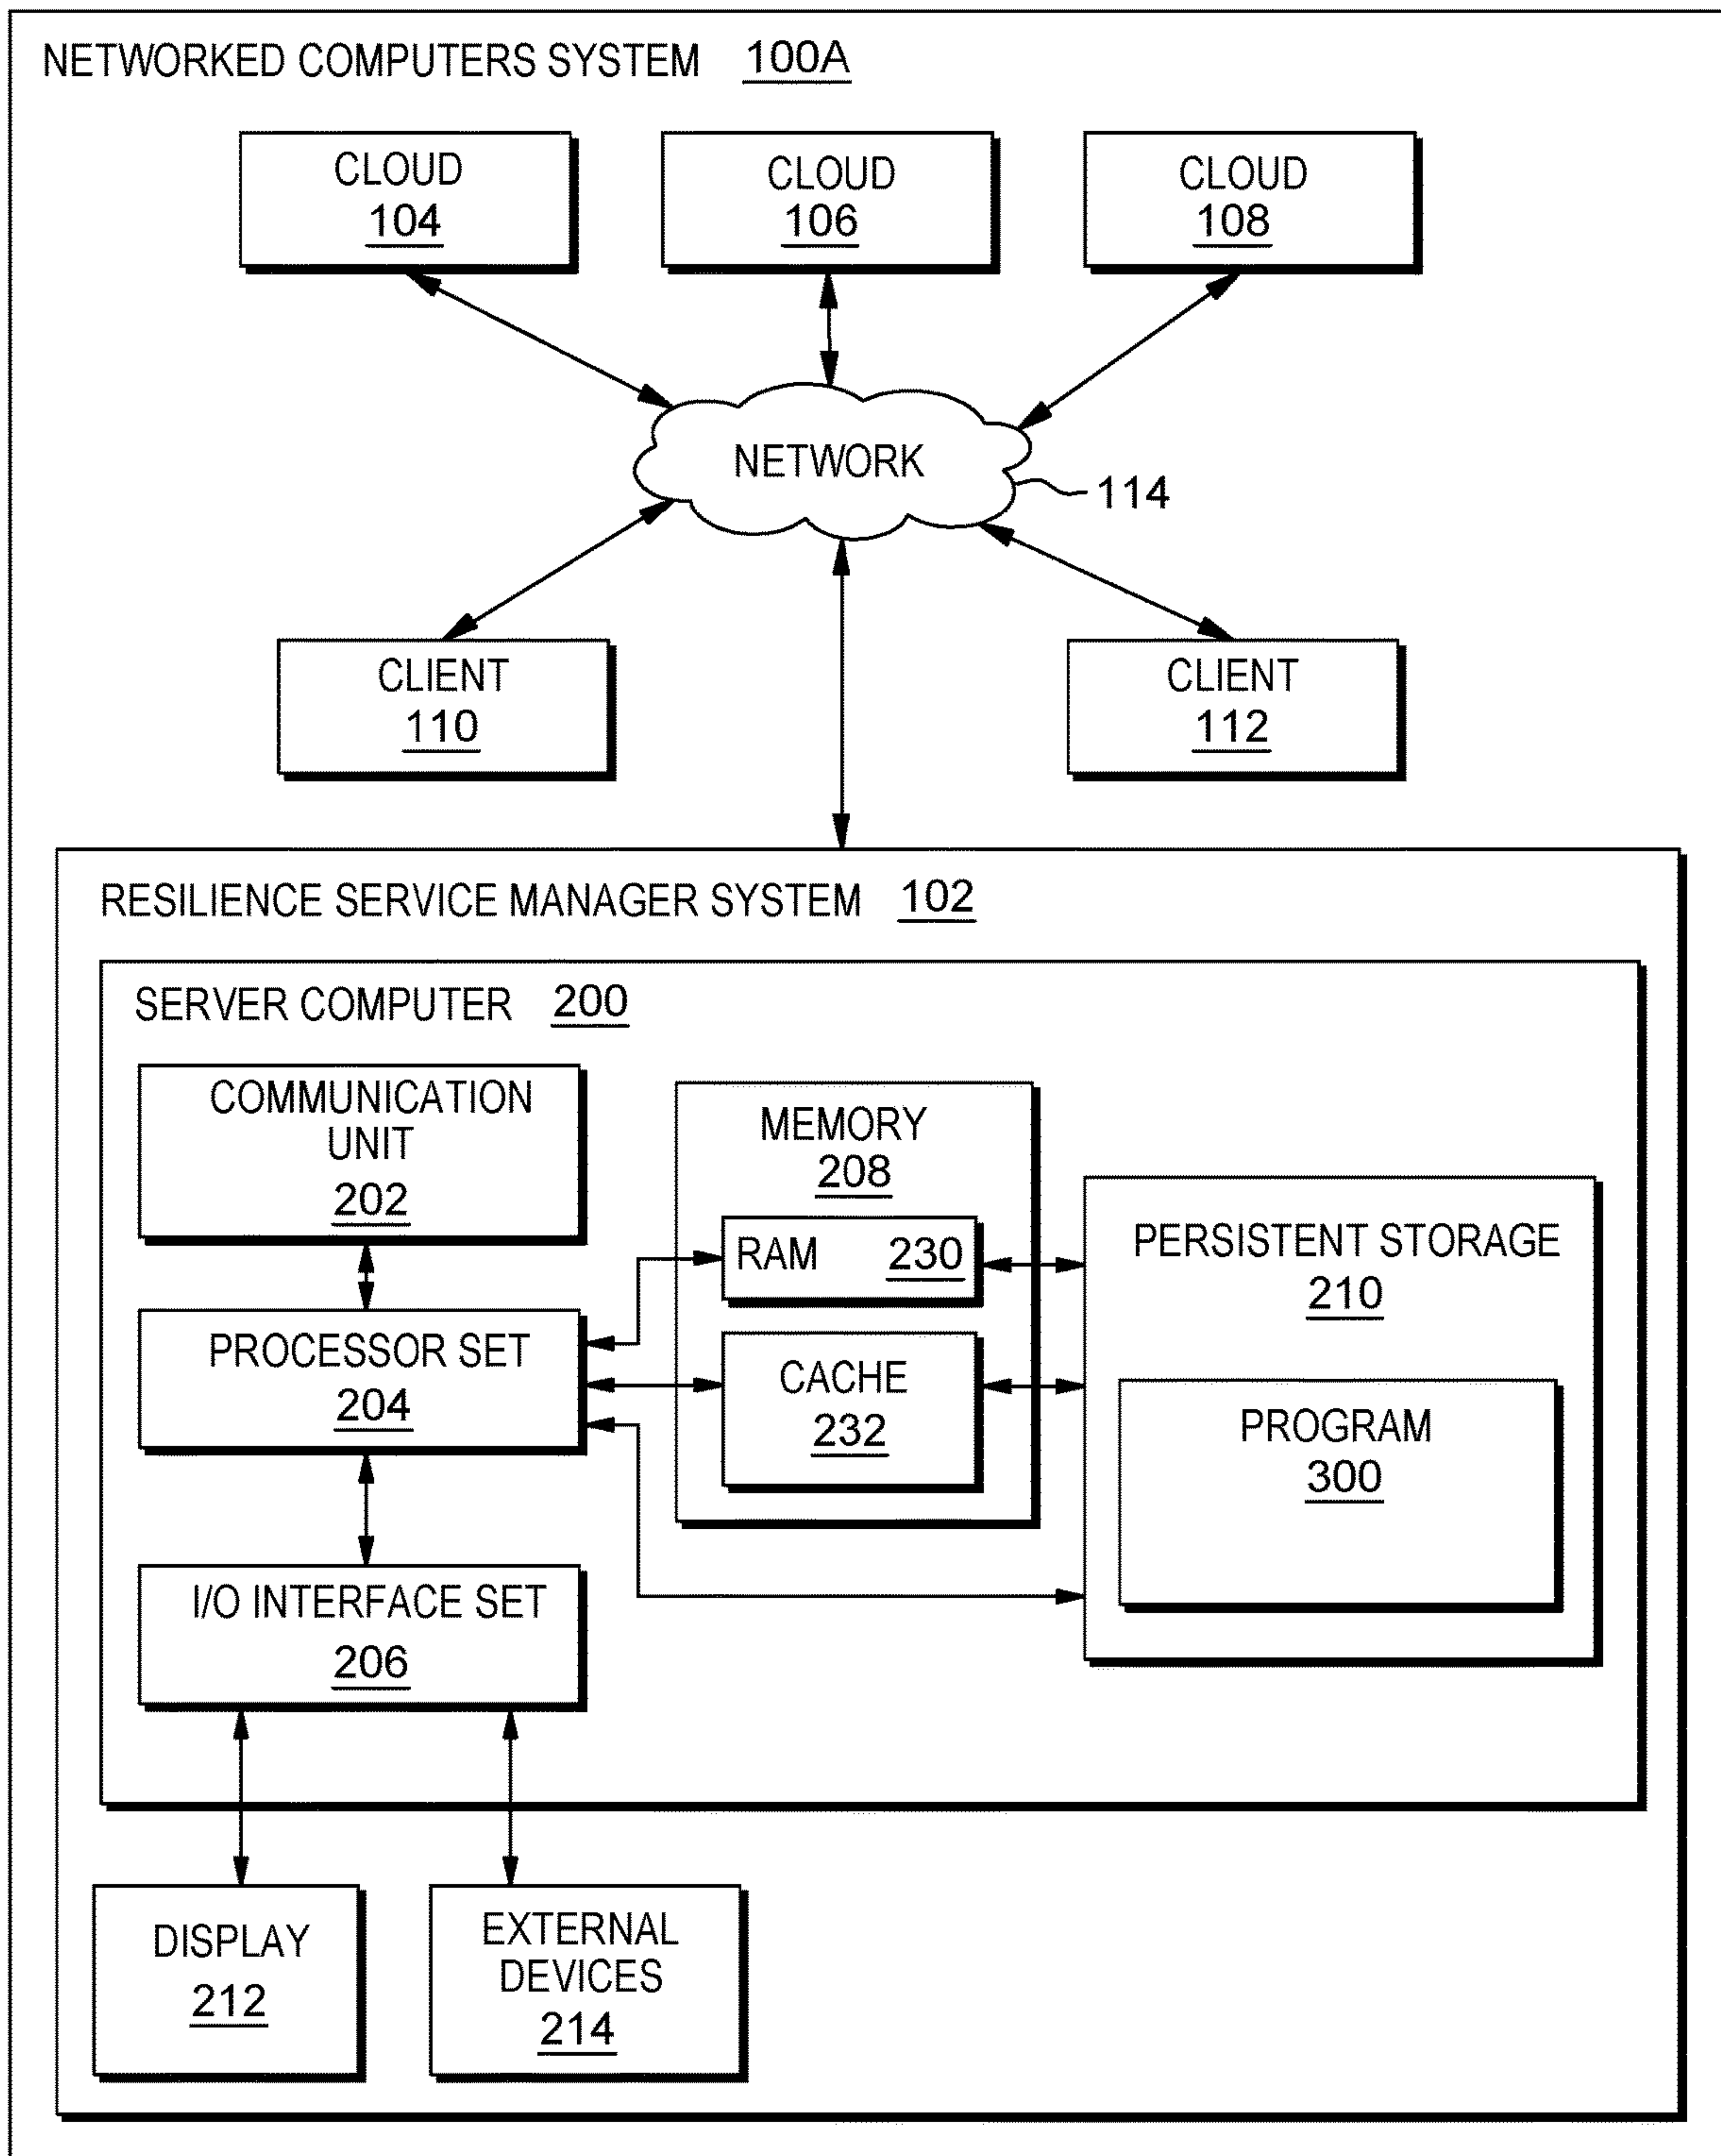 NETWORKED COMPUTERS SYSTEM 100A
CLOUD
104
CLOUD
106
CLOUD
108
NETWORK
114
CLIENT
110
CLIENT
112
RESILIENCE SERVICE MANAGER SYSTEM 102
SERVER COMPUTER 200
COMMUNICATION
UNIT
202
MEMORY
208
RAM 230
PERSISTENT STORAGE
210
PROCESSOR SET
204
CACHE
232
PROGRAM
300
I/O INTERFACE SET
206
DISPLAY
212
EXTERNAL
DEVICES
214